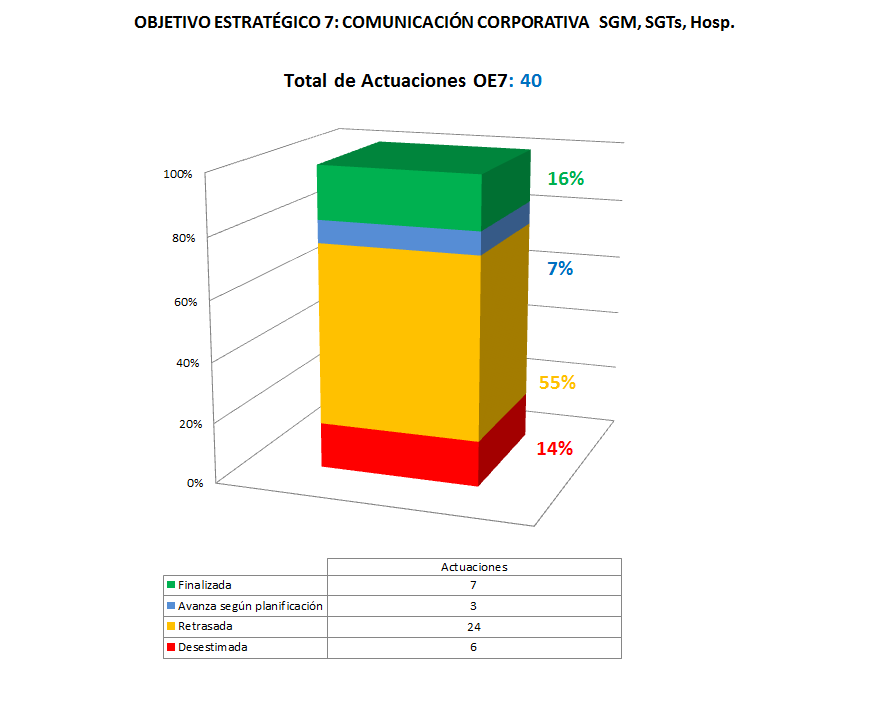 OBJETIVO ESTRATÉGICO 7: COMUNICACIÓN CORPORATIVA SGM, SGTs, Hosp.
Total de Actuaciones OE7: 40
100%
80%
60%
40%
20%
0%
16%
7%
55%
14%
Actuaciones
Finalizada 7
Avanza según planificación 3
Retrasada 24
Desestimada 6